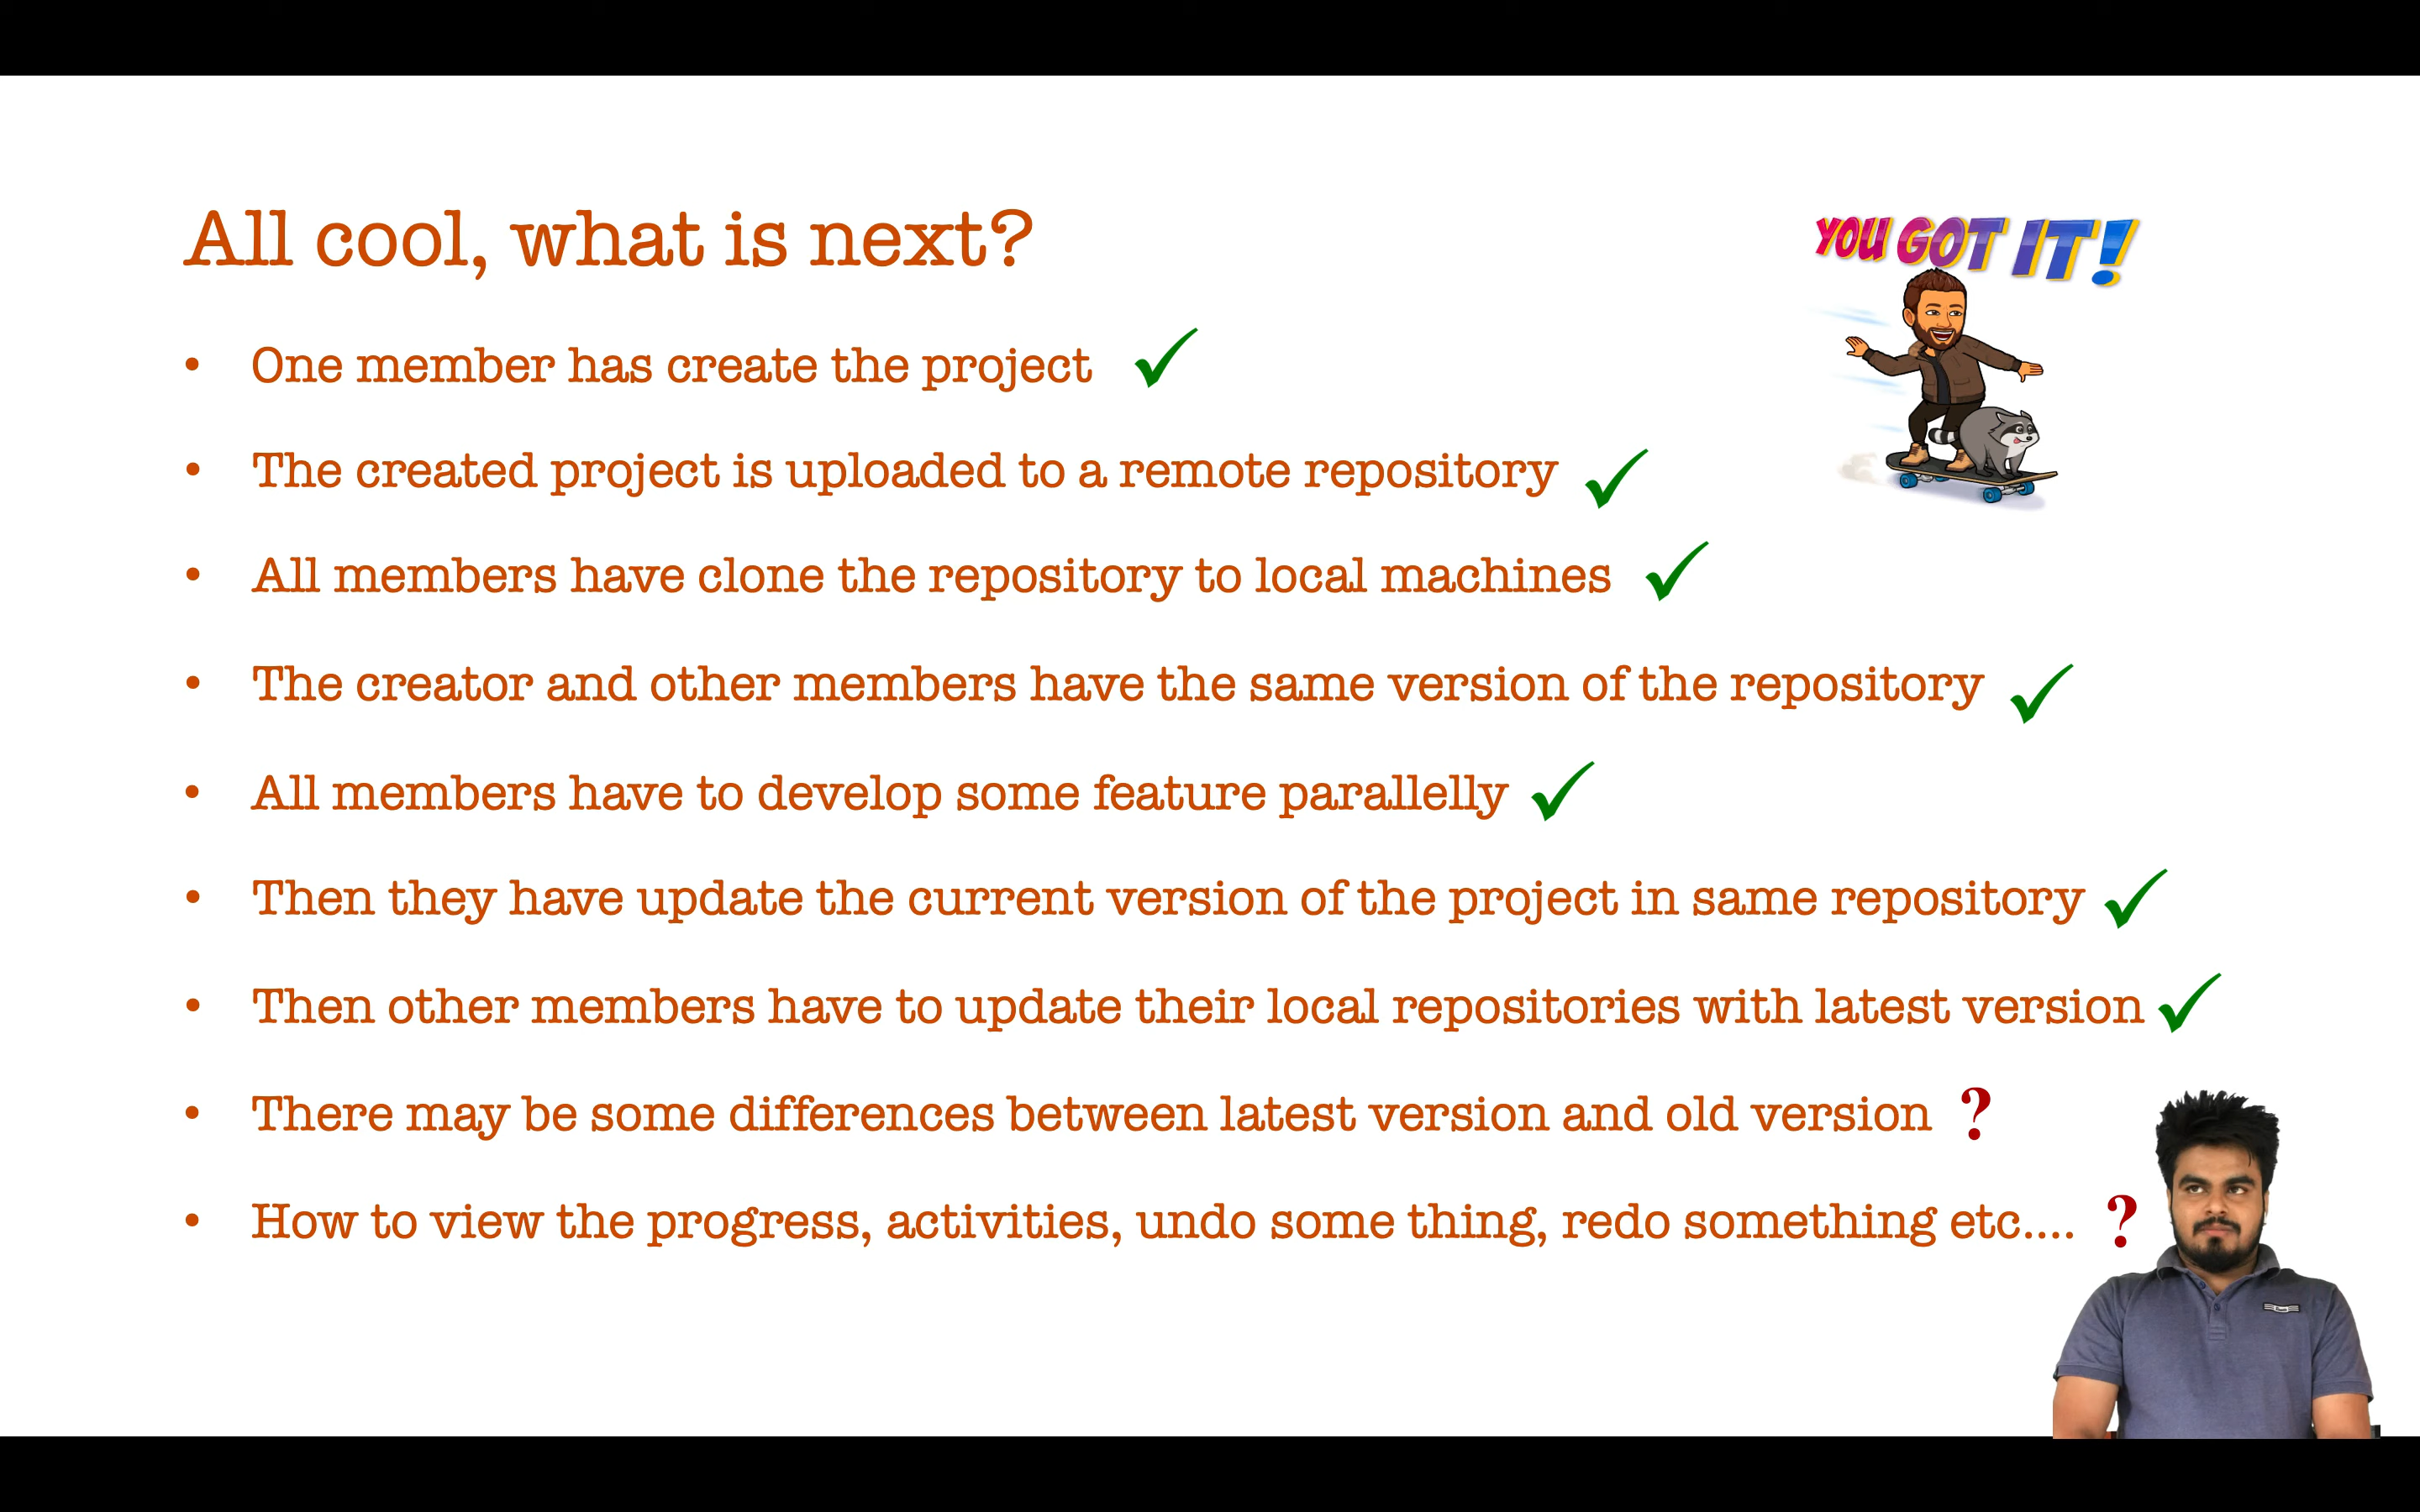 All cool, what is next?
YOU GOT IT!
• One member has create the project ✓
• The created project is uploaded to a remote repository ✓
• All members have clone the repository to local machines ✓
• The creator and other members have the same version of the repository ✓
• All members have to develop some feature parallelly ✓
• Then they have update the current version of the project in same repository ✓
• Then other members have to update their local repositories with latest version ✓
• There may be some differences between latest version and old version ?
• How to view the progress, activities, undo some thing, redo something etc.... ?